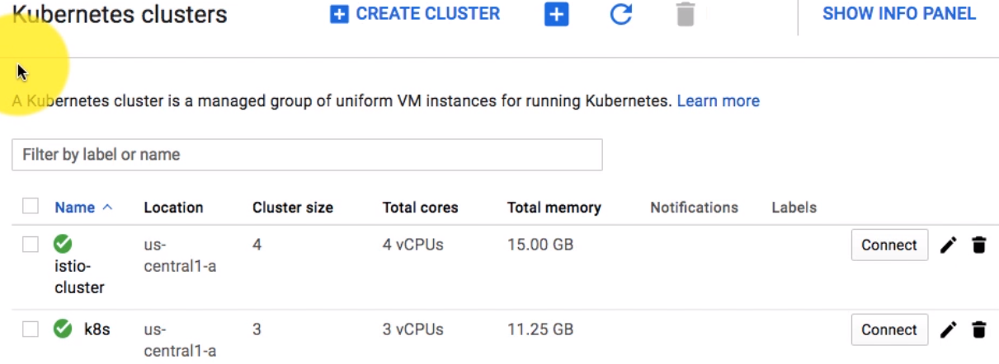 Kubernetes clusters CREATE CLUSTER SHOW INFO PANEL
A Kubernetes cluster is a managed group of uniform VM instances for running Kubernetes. Learn more
Filter by label or name
Name Location Cluster size Total cores Total memory Notifications Labels
istio-cluster us-central1-a 4 4 vCPUs 15.00 GB Connect
k8s us-central1-a 3 3 vCPUs 11.25 GB Connect